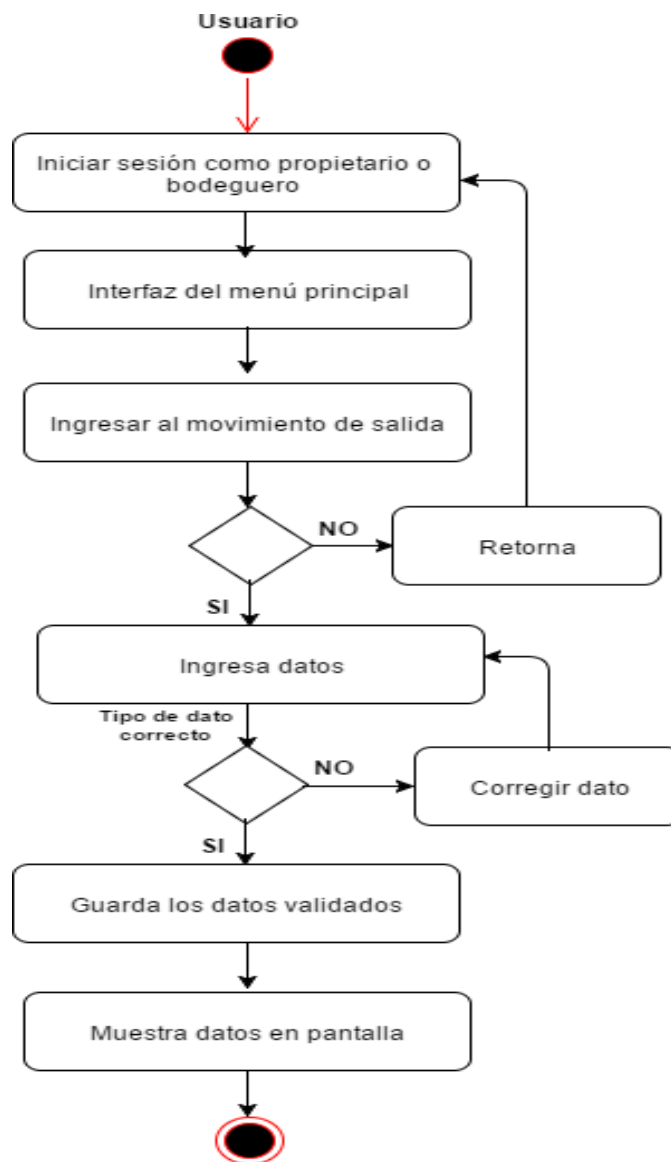 Usuario
Iniciar sesión como propietario o
bodeguero
Interfaz del menú principal
Ingresar al movimiento de salida
NO
Retorna
SI
Ingresa datos
Tipo de dato
correcto
NO
Corregir dato
SI
Guarda los datos validados
Muestra datos en pantalla